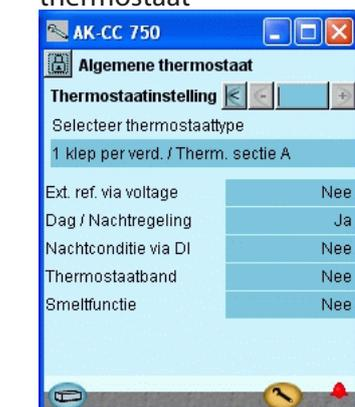 thermostaat
AK-CC 750
Algemene thermostaat
Thermostaatinstelling
Selecteer thermostaattype
1 klep per verd. / Therm. sectie A
Ext. ref. via voltage Nee
Dag / Nachtregeling Ja
Nachtconditie via DI Nee
Thermostaatband Nee
Smeltfunctie Nee